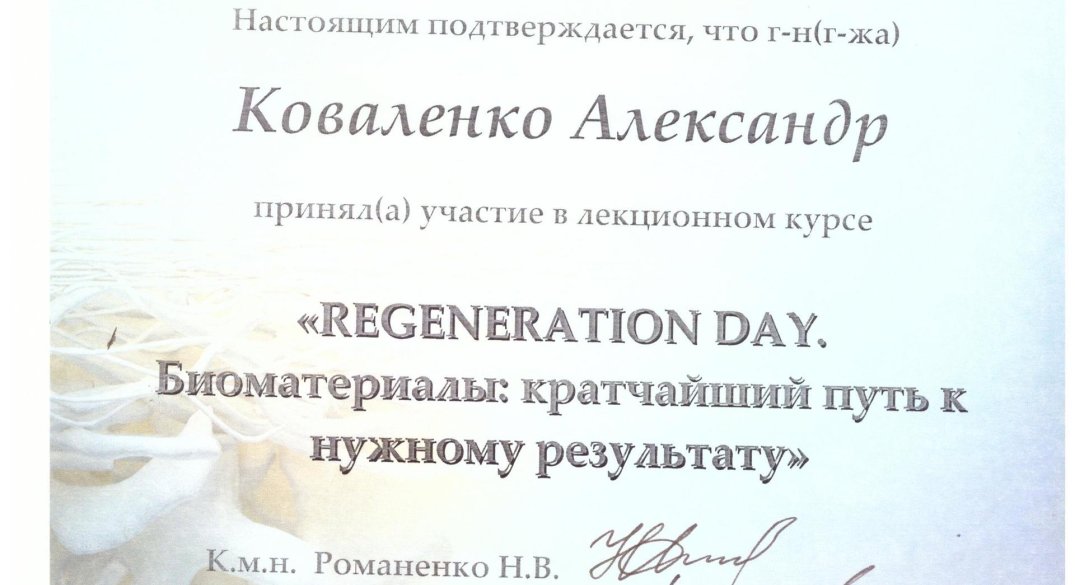 Настоящим подтверждается, что г-н(г-жа)
Коваленко Александр
принял(а) участие в лекционном курсе
«REGENERATION DAY.
Биоматериалы: кратчайший путь к
нужному результату»
К.м.н. Романенко Н.В.